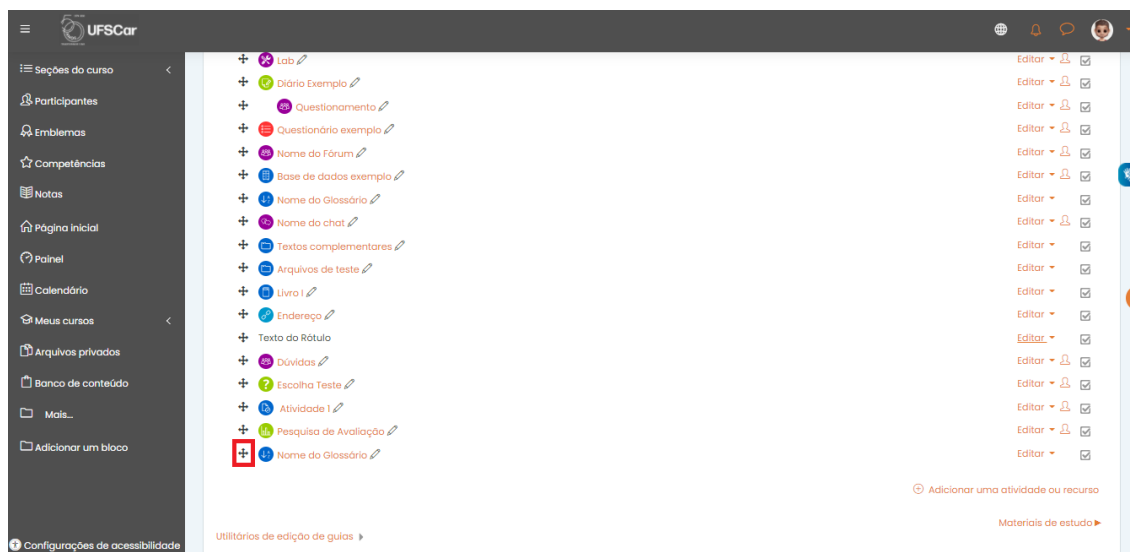 UFSCar
Seções do curso
Participantes
Emblemas
Competências
Notas
Página inicial
Painel
Calendário
Meus cursos
Arquivos privados
Banco de conteúdo
Mais...
Adicionar um bloco
Configurações de acessibilidade
Lab Editar
Diário Exemplo Editar
Questionamento Editar
Questionário exemplo Editar
Nome do Fórum Editar
Base de dados exemplo Editar
Nome do Glossário Editar
Nome do chat Editar
Textos complementares Editar
Arquivos de teste Editar
Livro I Editar
Endereço Editar
Texto do Rótulo Editar
Dúvidas Editar
Escolha Teste Editar
Atividade 1 Editar
Pesquisa de Avaliação Editar
Nome do Glossário Editar
Adicionar uma atividade ou recurso
Materiais de estudo
Utilitários de edição de guias